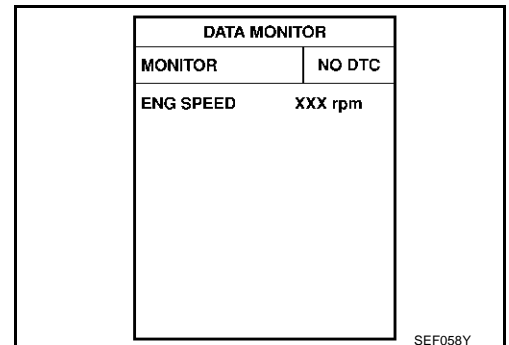 DATA MONITOR
MONITOR NO DTC
ENG SPEED XXX rpm
SEF058Y